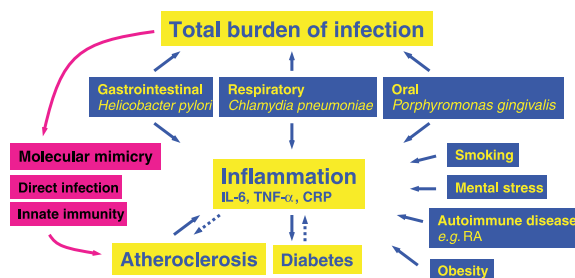 Total burden of infection
Gastrointestinal
Helicobacter pylori
Respiratory
Chlamydia pneumoniae
Oral
Porphyromonas gingivalis
Molecular mimicry
Direct infection
Innate immunity
Inflammation
IL-6, TNF-α, CRP
Smoking
Mental stress
Autoimmune disease
e.g. RA
Obesity
Atheroclerosis
Diabetes